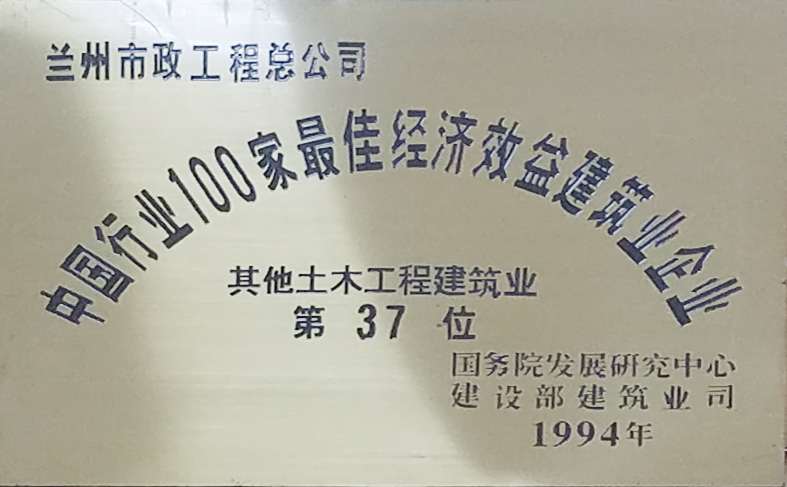 兰州市政工程总公司
中国行业100家最佳经济效益建筑业企业
其他土木工程建筑业
第 37 位
国务院发展研究中心
建设部建筑业司
1994年